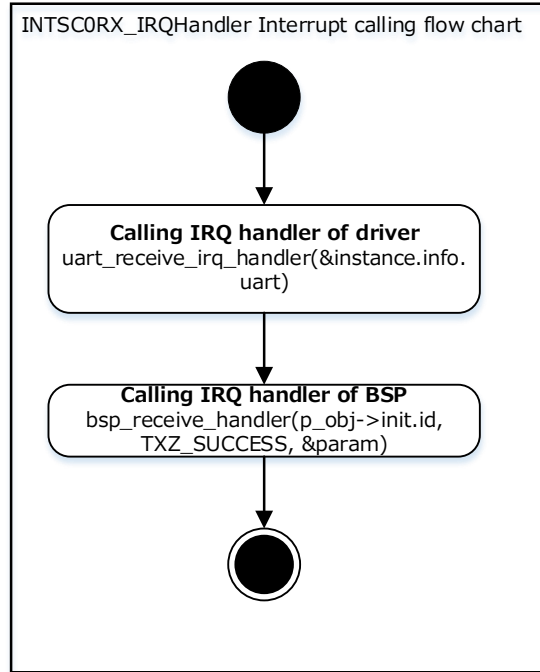 INTSC0RX_IRQHandler Interrupt calling flow chart
Calling IRQ handler of driver
uart_receive_irq_handler(&instance.info.
uart)
Calling IRQ handler of BSP
bsp_receive_handler(p_obj->init.id,
TXZ_SUCCESS, &param)